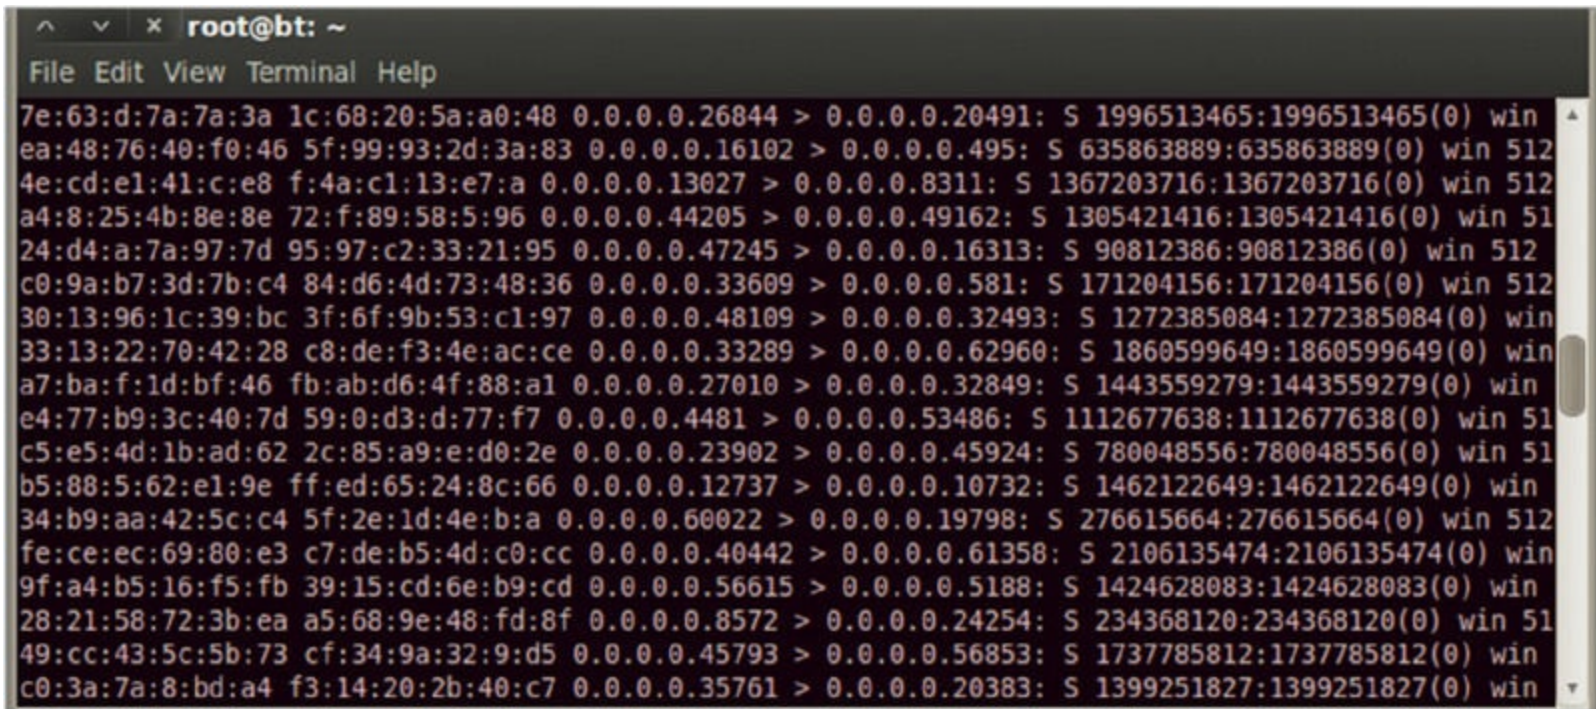 root@bt: ~
File Edit View Terminal Help
7e:63:d:7a:7a:3a 1c:68:20:5a:a0:48 0.0.0.0.26844 > 0.0.0.0.20491: S 1996513465:1996513465(0) win
ea:48:76:40:f0:46 5f:99:93:2d:3a:83 0.0.0.0.16102 > 0.0.0.0.495: S 635863889:635863889(0) win 512
4e:cd:e1:41:c:e8 f:4a:c1:13:e7:a 0.0.0.0.13027 > 0.0.0.0.8311: S 1367203716:1367203716(0) win 512
a4:8:25:4b:8e:8e 72:f:89:58:5:96 0.0.0.0.44205 > 0.0.0.0.49162: S 1305421416:1305421416(0) win 51
24:d4:a:7a:97:7d 95:97:c2:33:21:95 0.0.0.0.47245 > 0.0.0.0.16313: S 90812386:90812386(0) win 512
c0:9a:b7:3d:7b:c4 84:d6:4d:73:48:36 0.0.0.0.33609 > 0.0.0.0.581: S 171204156:171204156(0) win 512
30:13:96:1c:39:bc 3f:6f:9b:53:c1:97 0.0.0.0.48109 > 0.0.0.0.32493: S 1272385084:1272385084(0) win
33:13:22:70:42:28 c8:de:f3:4e:ac:ce 0.0.0.0.33289 > 0.0.0.0.62960: S 1860599649:1860599649(0) win
a7:ba:f:1d:bf:46 fb:ab:d6:4f:88:a1 0.0.0.0.27010 > 0.0.0.0.32849: S 1443559279:1443559279(0) win
e4:77:b9:3c:40:7d 59:0:d3:d:77:f7 0.0.0.0.4481 > 0.0.0.0.53486: S 1112677638:1112677638(0) win 51
c5:e5:4d:1b:ad:62 2c:85:a9:e:d0:2e 0.0.0.0.23902 > 0.0.0.0.45924: S 780048556:780048556(0) win 51
b5:88:5:62:e1:9e ff:ed:65:24:8c:66 0.0.0.0.12737 > 0.0.0.0.10732: S 1462122649:1462122649(0) win
34:b9:aa:42:5c:c4 5f:2e:1d:4e:b:a 0.0.0.0.60022 > 0.0.0.0.19798: S 276615664:276615664(0) win 512
fe:ce:ec:69:80:e3 c7:de:b5:4d:c0:cc 0.0.0.0.40442 > 0.0.0.0.61358: S 2106135474:2106135474(0) win
9f:a4:b5:16:f5:fb 39:15:cd:6e:b9:cd 0.0.0.0.56615 > 0.0.0.0.5188: S 1424628083:1424628083(0) win
28:21:58:72:3b:ea a5:68:9e:48:fd:8f 0.0.0.0.8572 > 0.0.0.0.24254: S 234368120:234368120(0) win 51
49:cc:43:5c:5b:73 cf:34:9a:32:9:d5 0.0.0.0.45793 > 0.0.0.0.56853: S 1737785812:1737785812(0) win
c0:3a:7a:8:bd:a4 f3:14:20:2b:40:c7 0.0.0.0.35761 > 0.0.0.0.20383: S 1399251827:1399251827(0) win